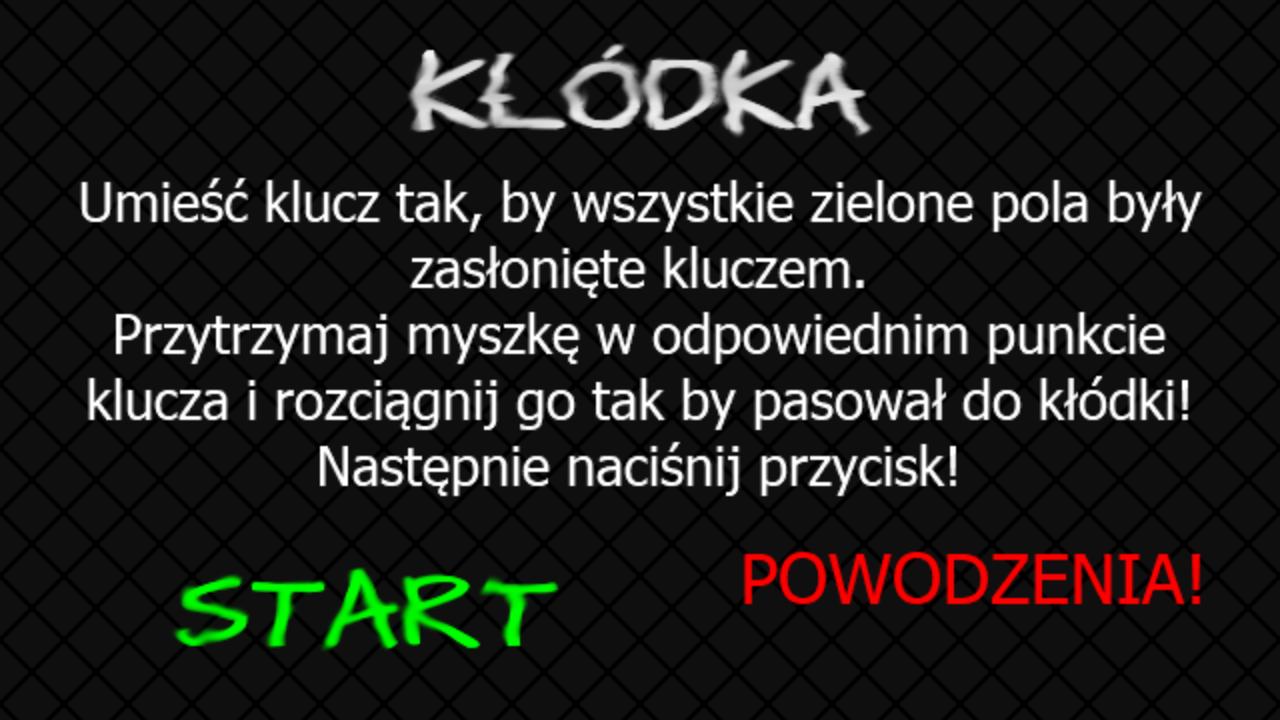 KŁÓDKA
Umieść klucz tak, by wszystkie zielone pola były
zasłonięte kluczem.
Przytrzymaj myszkę w odpowiednim punkcie
klucza i rozciągnij go tak by pasował do kłódki!
Następnie naciśnij przycisk!
START
POWODZENIA!